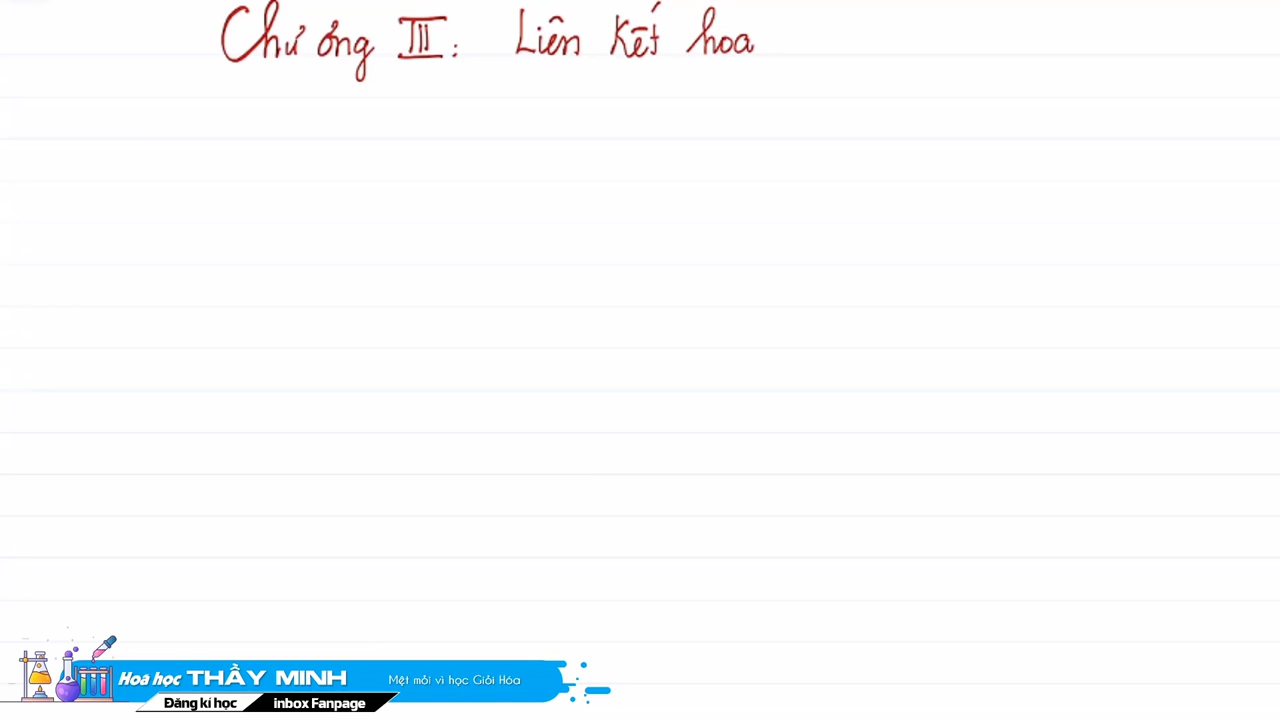 Chương III: Liên kết hoa
Hoá học THẦY MINH
Mệt mỏi vì học Giỏi Hóa
Đăng kí học
inbox Fanpage